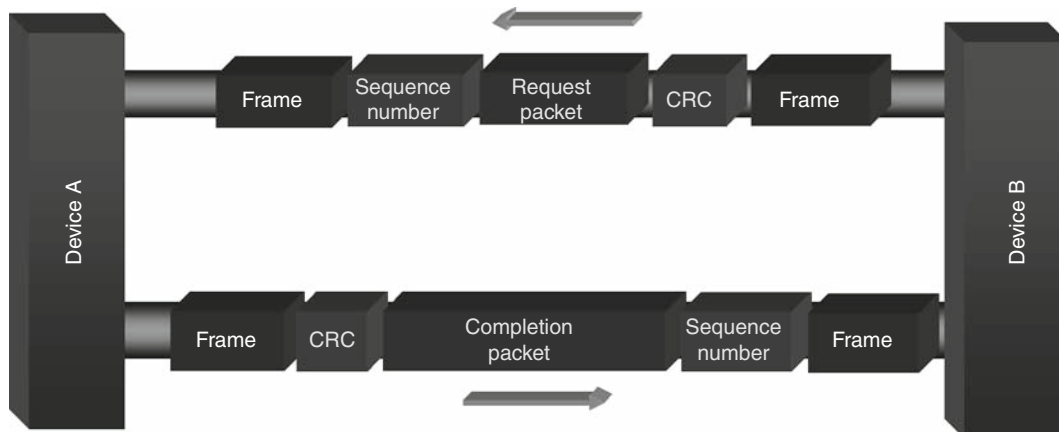 Device A
Frame
Sequence
number
Request
packet
CRC
Frame
Device B
Frame
CRC
Completion
packet
Sequence
number
Frame